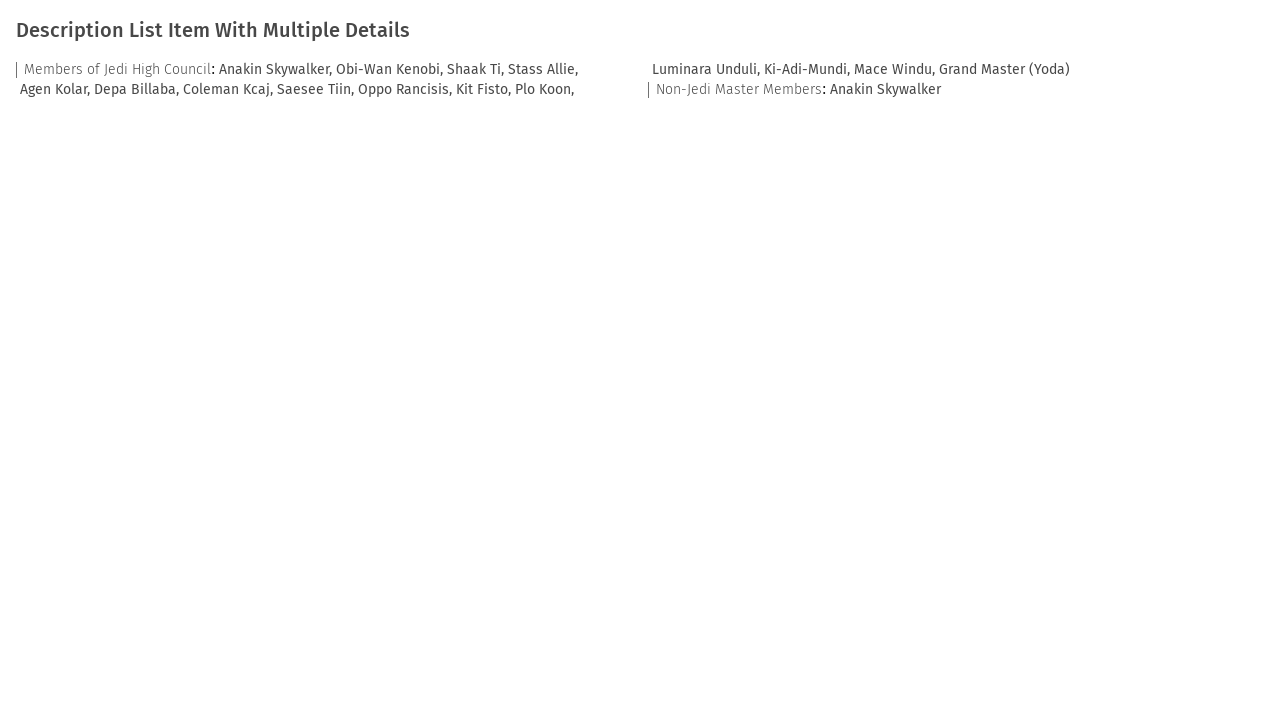 Description List Item With Multiple Details
Members of Jedi High Council: Anakin Skywalker, Obi-Wan Kenobi, Shaak Ti, Stass Allie,
Agen Kolar, Depa Billaba, Coleman Kcaj, Saesee Tiin, Oppo Rancisis, Kit Fisto, Plo Koon,
Luminara Unduli, Ki-Adi-Mundi, Mace Windu, Grand Master (Yoda)
Non-Jedi Master Members: Anakin Skywalker